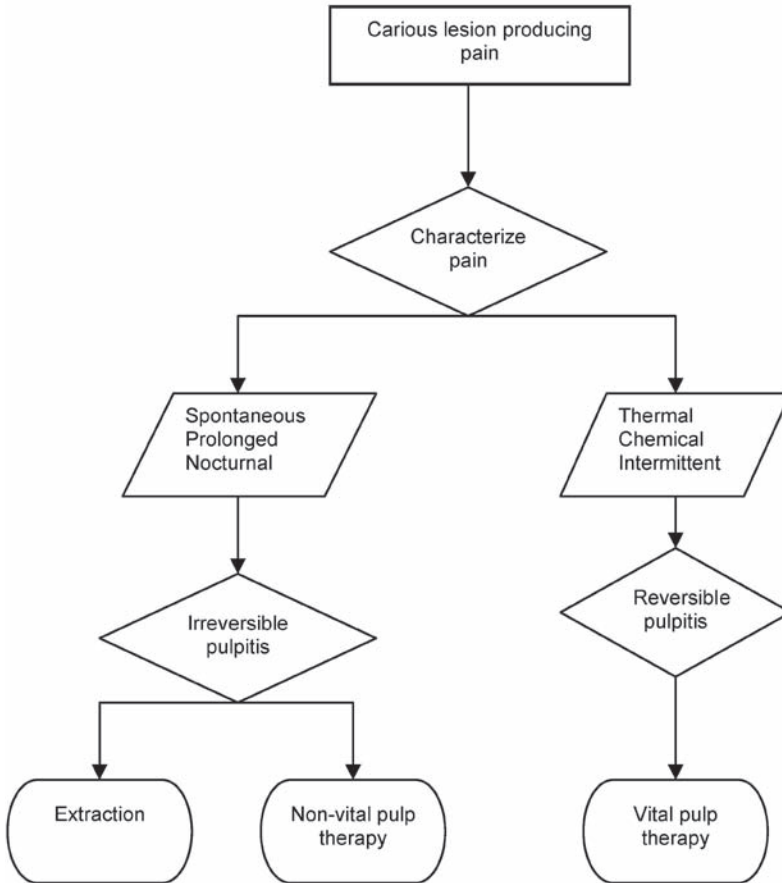 Carious lesion producing
pain
Characterize
pain
Spontaneous
Prolonged
Nocturnal
Thermal
Chemical
Intermittent
Irreversible
pulpitis
Reversible
pulpitis
Extraction
Non-vital pulp
therapy
Vital pulp
therapy